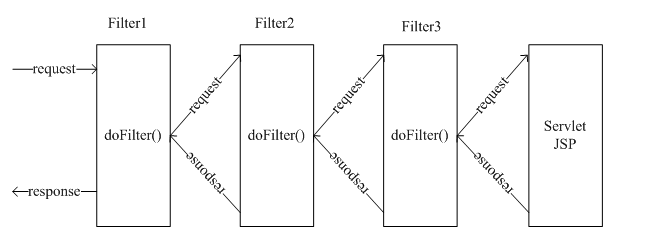 Filter1
Filter2
Filter3
request
request
request
request
doFilter()
doFilter()
doFilter()
Servlet
JSP
response
response
response
response